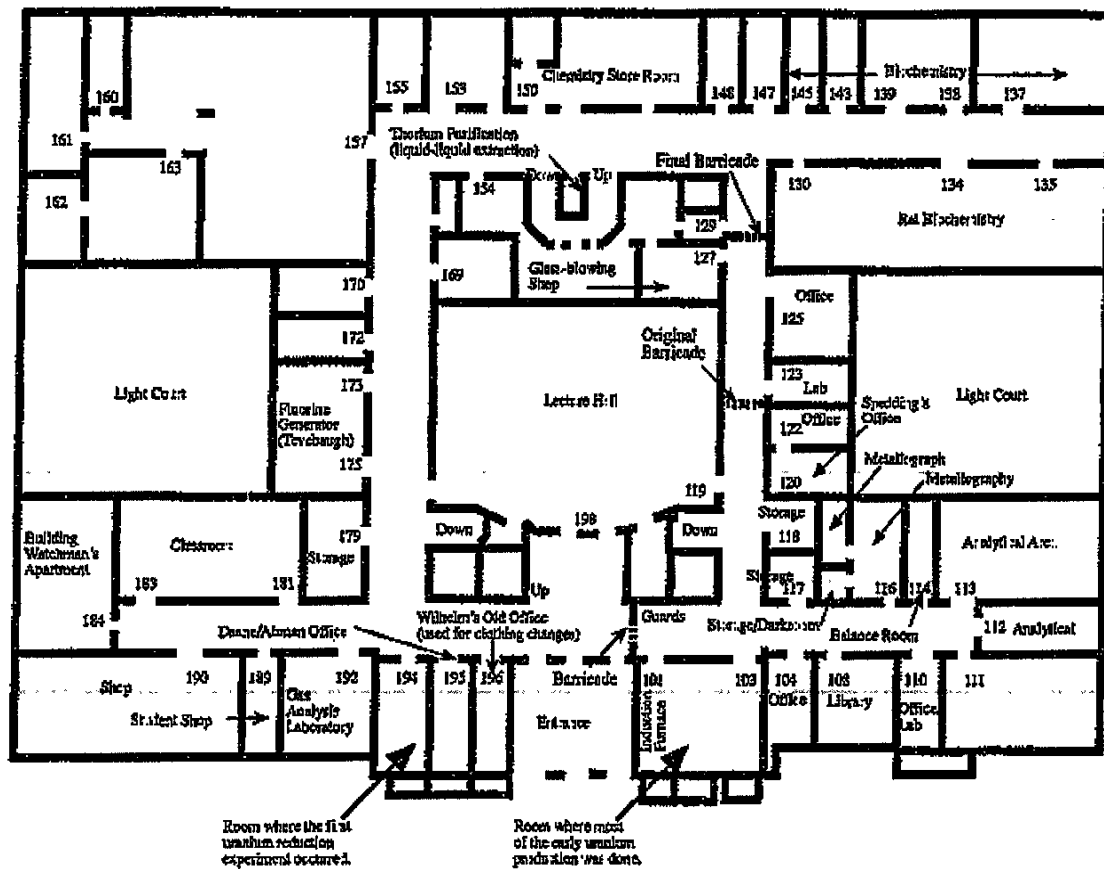 155
153
150
Chemistry Store Room
148
147
145
143
139
Biochemistry
138
137
160
161
163
157
162
Thorium Purification
(liquid-liquid extraction)
Down
Up
154
Final Barricade
130
134
135
Rat Biochemistry
129
127
169
Glass-blowing
Shop
170
172
Office
125
Original
Barricade
123
Lab
Light Court
173
Fluorine
Generator
(Tevebaugh)
175
Lecture Hall
122
Office
Spedding's
Office
Light Court
Metallograph
Metallography
120
119
198
Building
Watchman's
Apartment
Classroom
179
Storage
183
181
184
Down
Up
Down
Storage
118
Storage
117
116
114
113
Analytical Area
112
Analytical
Wilhelm's Old Office
(used for clothing changes)
Guards
Storage/Darkroom
Balance Room
Duane/Ahman Office
Shop
190
189
192
Student Shop
Gas
Analysis
Laboratory
194
195
196
Barricade
Entrance
101
103
Induction
Furnace
104
Office
108
Library
110
Office
Lab
111
Room where the first
uranium reduction
experiment occured.
Room where most
of the early uranium
production was done.